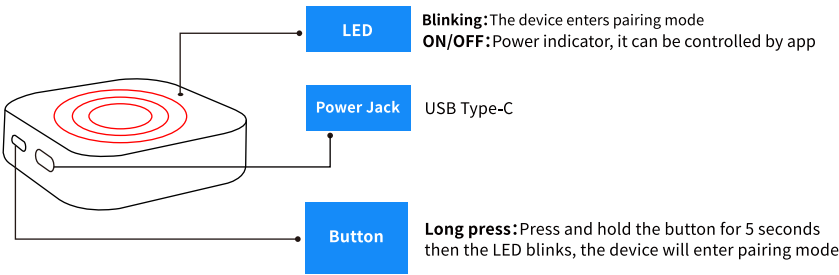 LED
Blinking:The device enters pairing mode
ON/OFF:Power indicator, it can be controlled by app
Power Jack
USB Type-C
Button
Long press:Press and hold the button for 5 seconds
then the LED blinks, the device will enter pairing mode